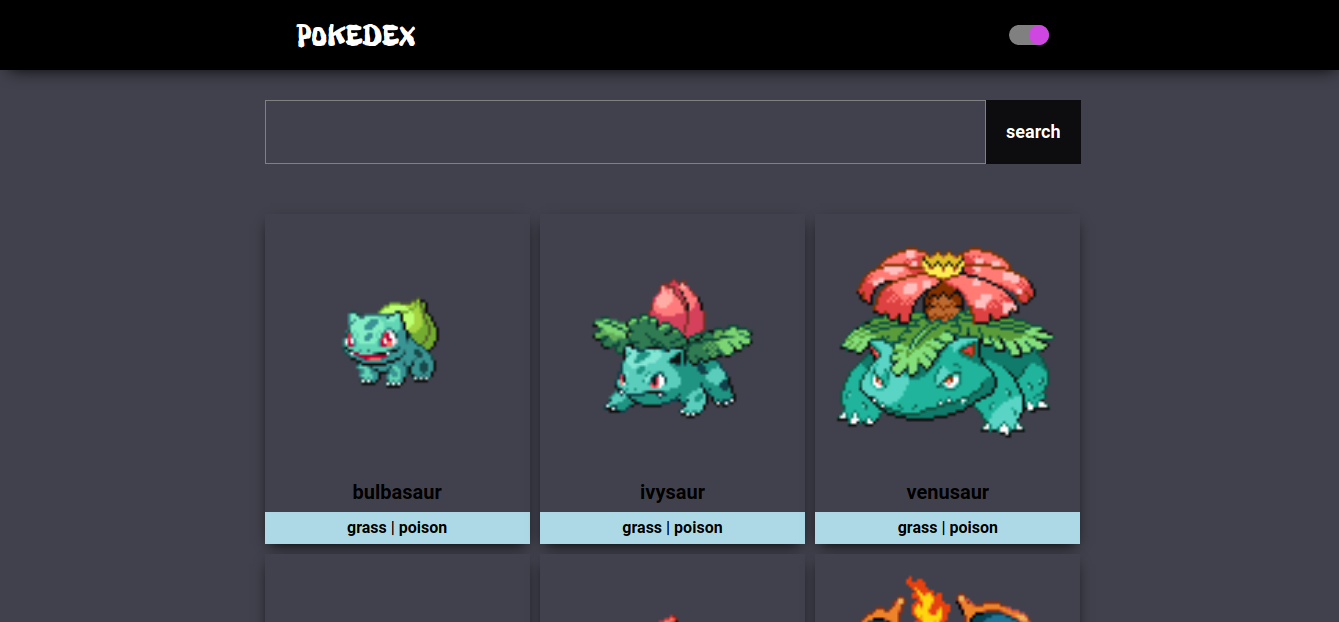 POKEDEX
search
bulbasaur
ivysaur
venusaur
grass | poison
grass | poison
grass | poison